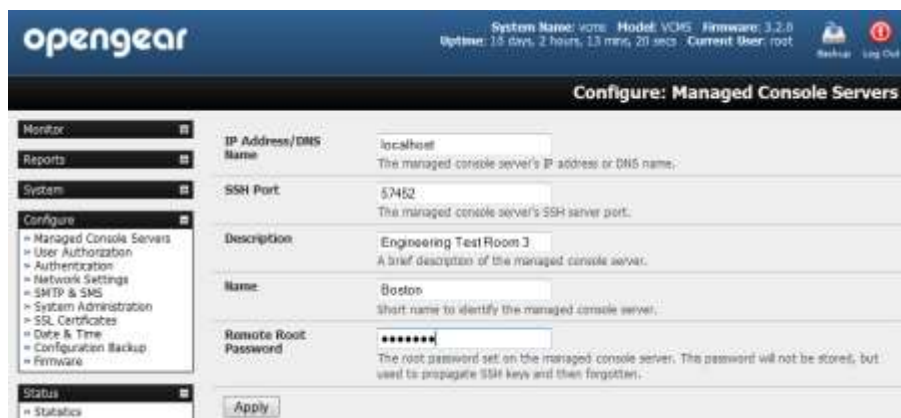 opengear
System Name: vcms Model: VCMS Firmware: 3.2.0
Uptime: 16 days, 2 hours, 13 mins, 20 secs Current User: root
Backup
Log Out
Configure: Managed Console Servers
Monitor
Reports
System
Configure
» Managed Console Servers
» User Authorization
» Authentication
» Network Settings
» SMTP & SMS
» System Administration
» SSL Certificates
» Date & Time
» Configuration Backup
» Firmware
Status
» Statistics
IP Address/DNS
Name
localhost
The managed console server's IP address or DNS name.
SSH Port
57452
The managed console server's SSH server port.
Description
Engineering Test Room 3
A brief description of the managed console server.
Name
Boston
Short name to identify the managed console server.
Remote Root
Password
•••••••
The root password set on the managed console server. This password will not be stored, but
used to propagate SSH keys and then forgotten.
Apply